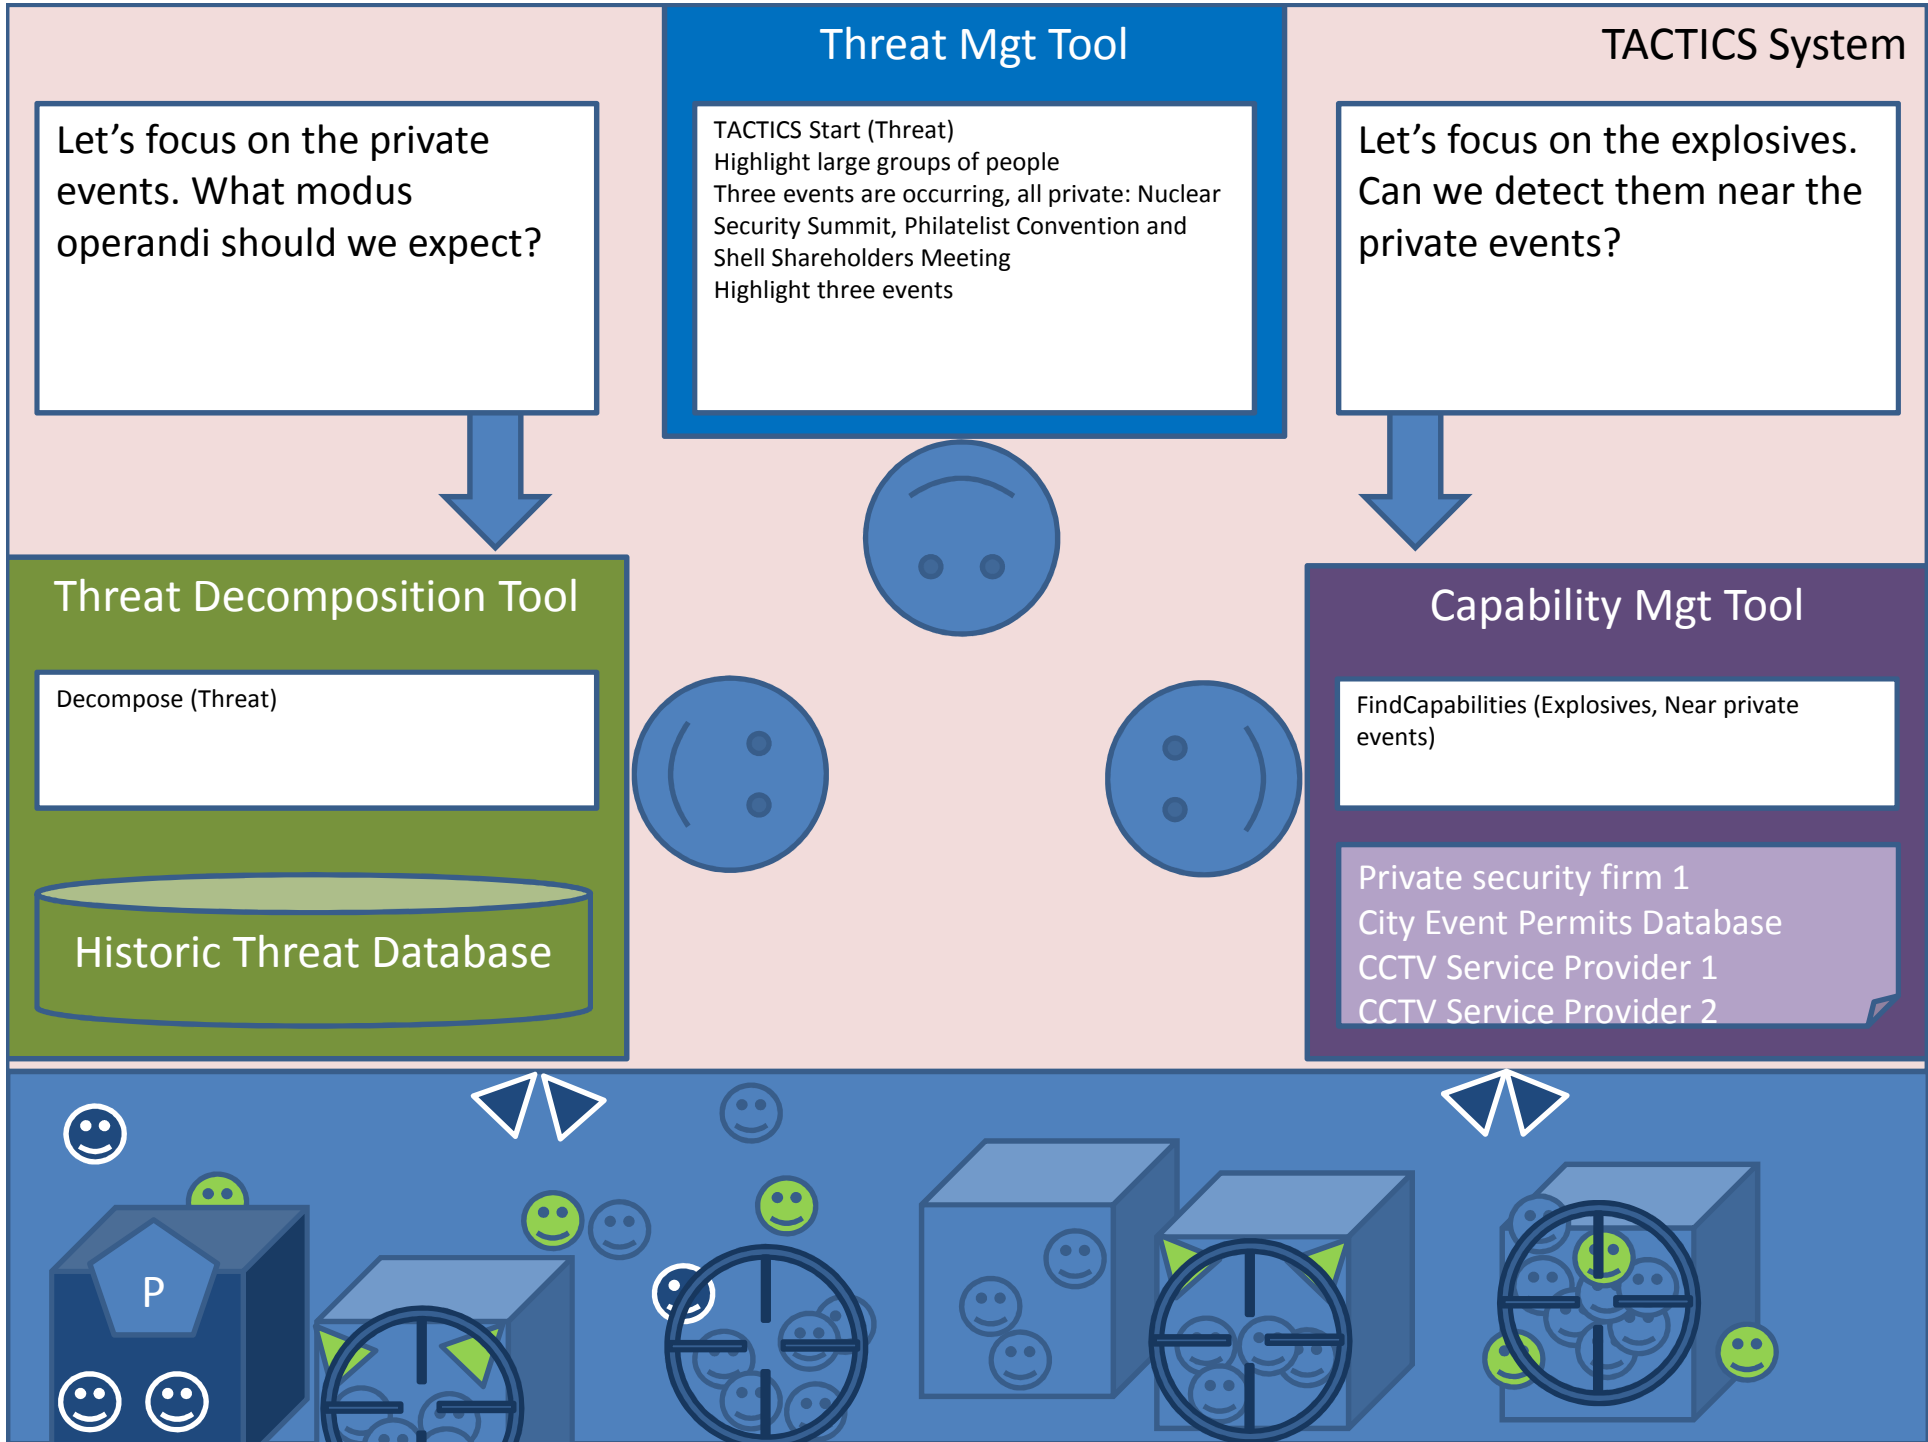 Threat Mgt Tool
TACTICS System
Let's focus on the private
events. What modus
operandi should we expect?
TACTICS Start (Threat)
Highlight large groups of people
Three events are occurring, all private: Nuclear
Security Summit, Philatelist Convention and
Shell Shareholders Meeting
Highlight three events
Let's focus on the explosives.
Can we detect them near the
private events?
Threat Decomposition Tool
Decompose (Threat)
Historic Threat Database
Capability Mgt Tool
FindCapabilities (Explosives, Near private
events)
Private security firm 1
City Event Permits Database
CCTV Service Provider 1
CCTV Service Provider 2
P